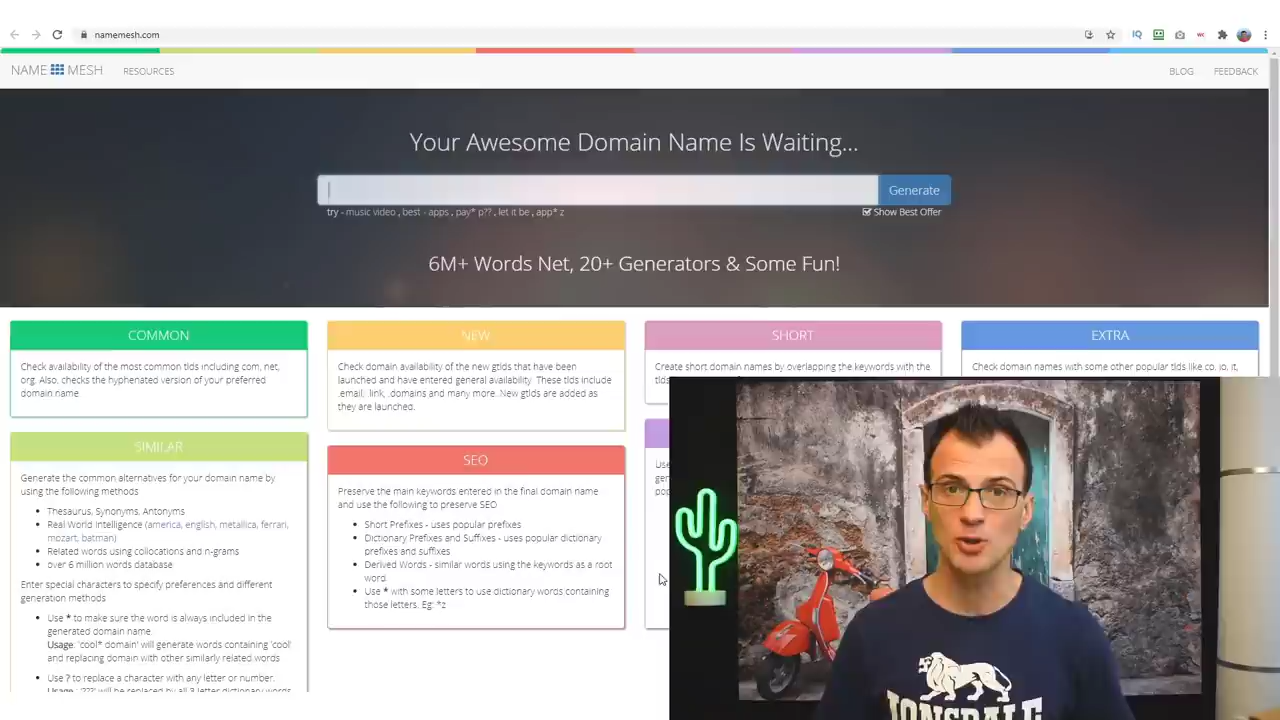 namemesh.com
NAME MESH RESOURCES BLOG FEEDBACK
Your Awesome Domain Name Is Waiting...
Generate
try - music video , best - apps , pay* p?? , let it be , app* z
Show Best Offer
6M+ Words Net, 20+ Generators & Some Fun!
COMMON
Check availability of the most common tlds including com, net,
org. Also, checks the hyphenated version of your preferred
domain name
SIMILAR
Generate the common alternatives for your domain name by
using the following methods
Thesaurus, Synonyms, Antonyms
Real World Intelligence (america, english, metallica, ferrari,
mozart, batman)
Related words using collocations and n-grams
over 6 million words database
Enter special characters to specify preferences and different
generation methods
Use * to make sure the word is always included in the
generated domain name
Usage: 'cool* domain' will generate words containing 'cool'
and replacing domain with other similarly related words
Use ? to replace a character with any letter or number.
Usage: '???' will be replaced by all 3 letter dictionary words
NEW
Check domain availability of the new gtlds that have been
launched and have entered general availability. These tlds include
.email, .link, .domains and many more. New gtlds are added as
they are launched.
SEO
Preserve the main keywords entered in the final domain name
and use the following to preserve SEO
Short Prefixes - uses popular prefixes
Dictionary Prefixes and Suffixes - uses popular dictionary
prefixes and suffixes
Derived Words - similar words using the keywords as a root
word.
Use * with some letters to use dictionary words containing
those letters. Eg: *z
SHORT
Create short domain names by overlapping the keywords with the
tlds
EXTRA
Check domain names with some other popular tlds like co, io, it,
LONSDALE